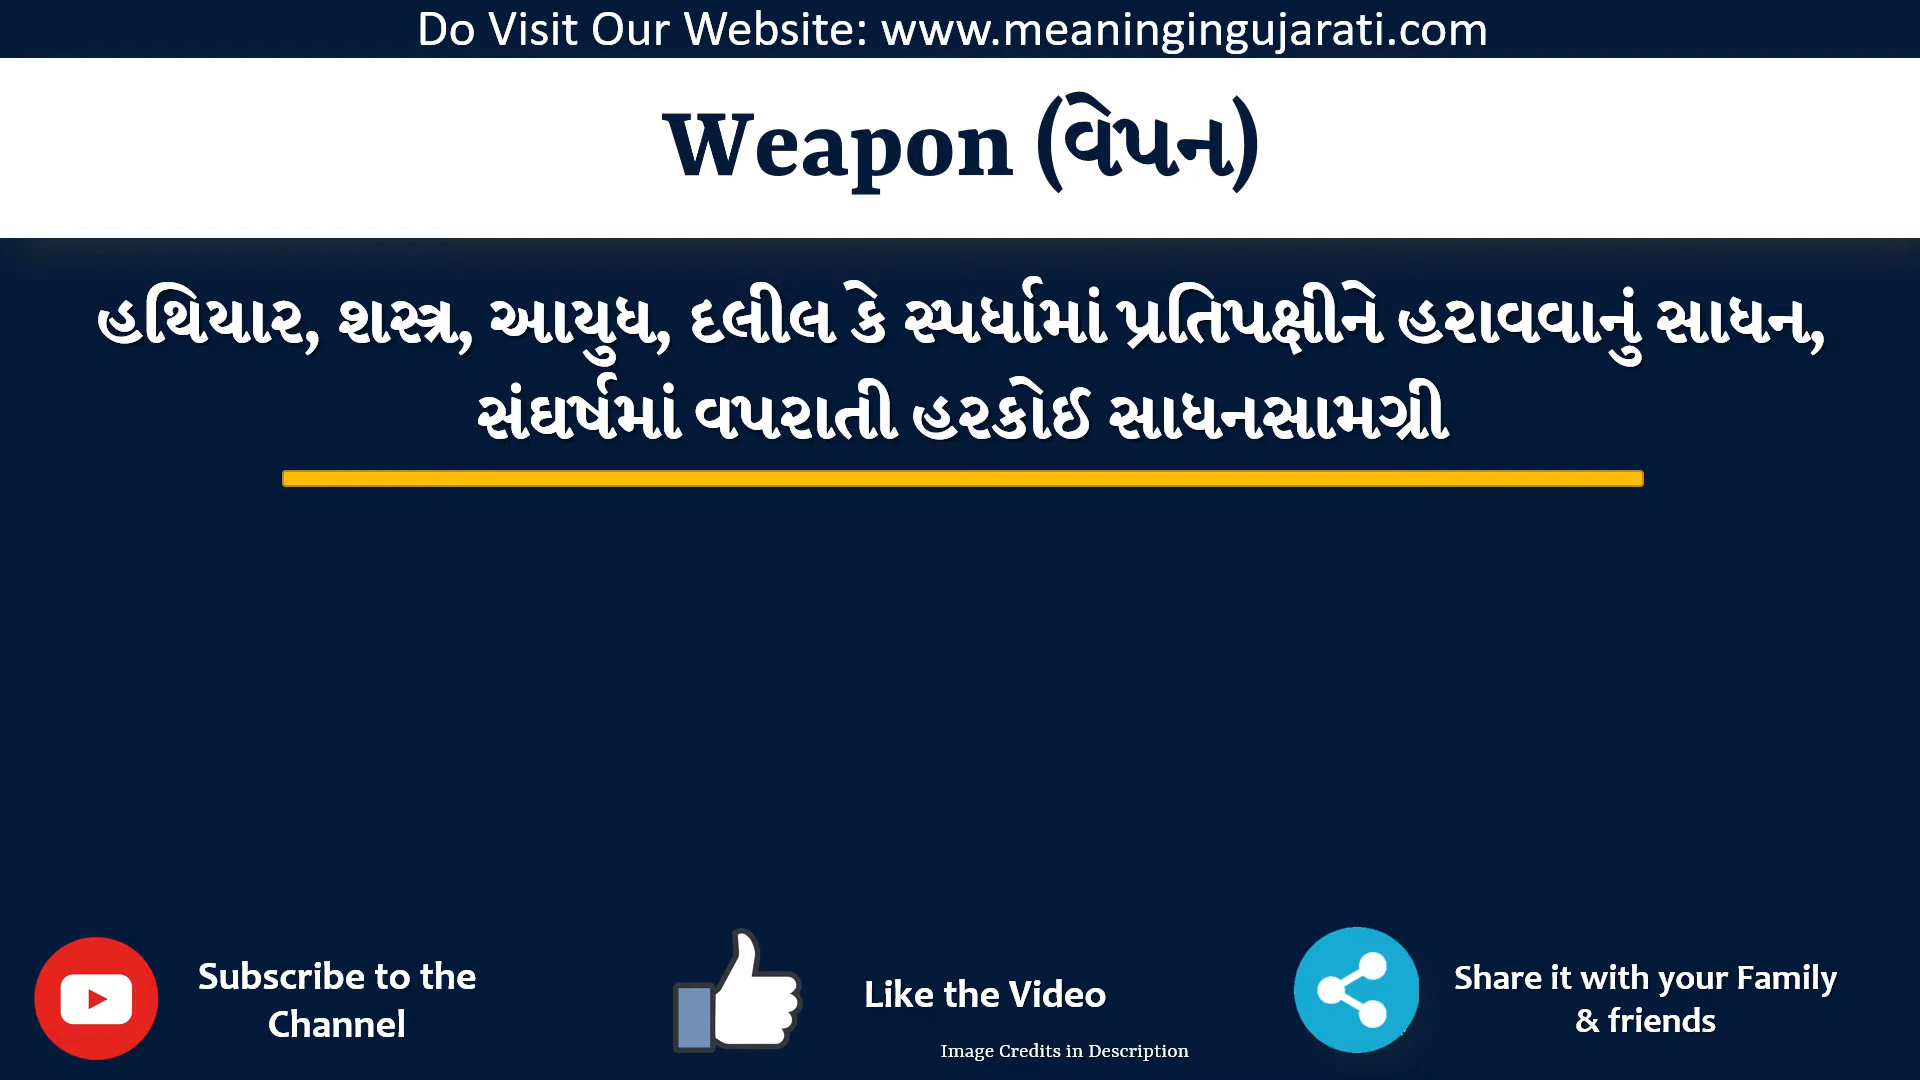 Do Visit Our Website: www.meaningingujarati.com
Weapon (વેપન)
હથિયાર, શસ્ત્ર, આયુધ, દલીલ કે સ્પર્ધામાં પ્રતિપક્ષીને હરાવવાનું સાધન,
સંઘર્ષમાં વપરાતી હરકોઈ સાધનસામગ્રી
Subscribe to the
Channel
Like the Video
Share it with your Family
& friends
Image Credits in Description